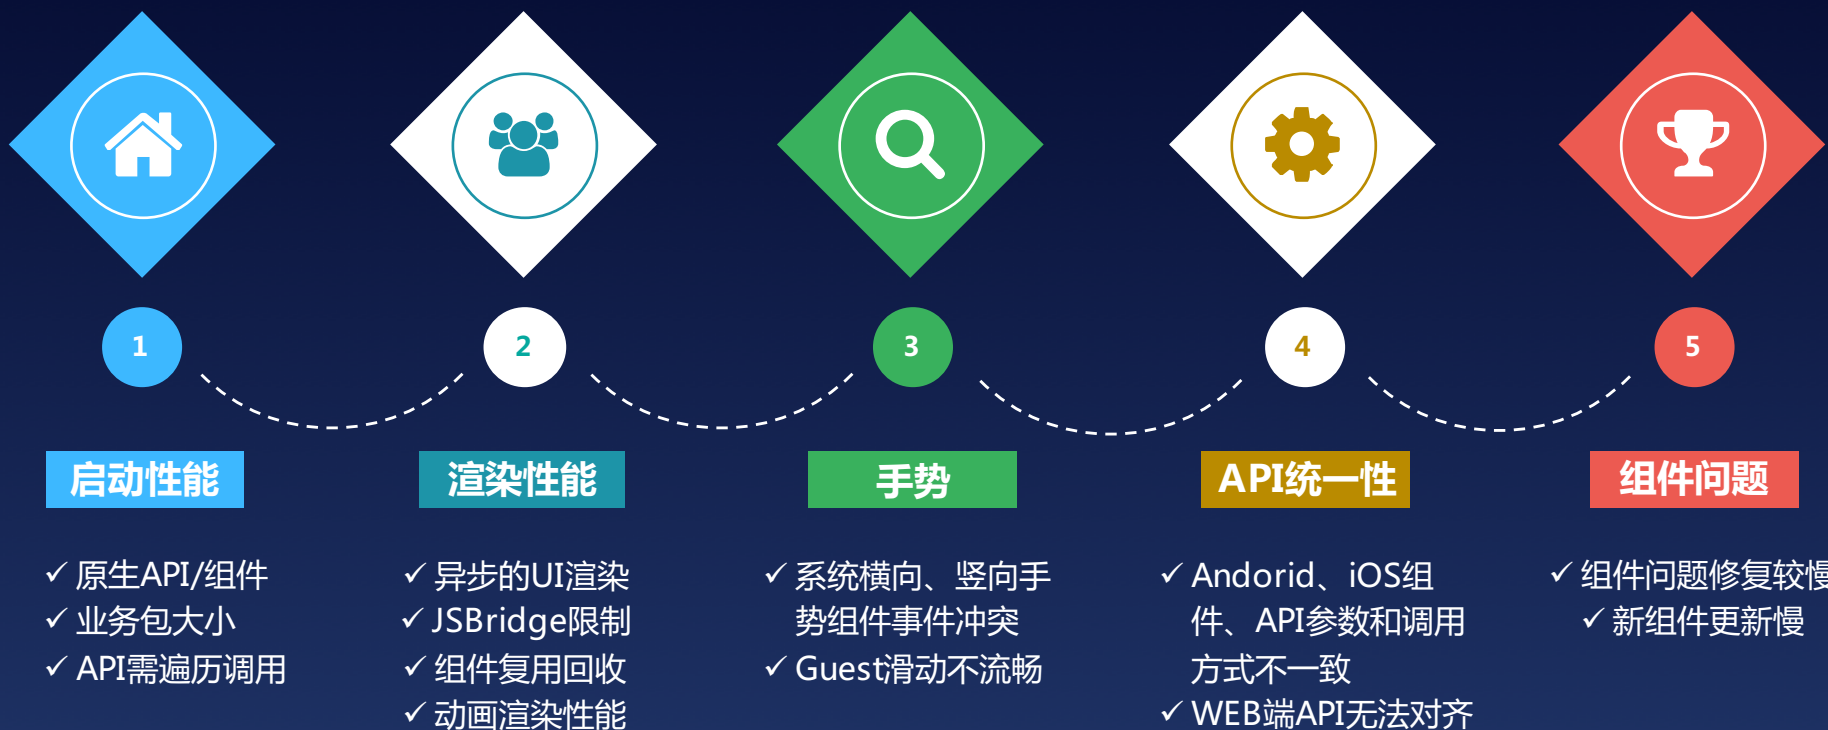 1
2
3
4
5
启动性能
渲染性能
手势
API统一性
组件问题
✓ 原生API/组件
✓ 业务包大小
✓ API需遍历调用
✓ 异步的UI渲染
✓ JSBridge限制
✓ 组件复用回收
✓ 动画渲染性能
✓ 系统横向、竖向手
势组件事件冲突
✓ Guest滑动不流畅
✓ Andorid、iOS组
件、API参数和调用
方式不一致
✓ WEB端API无法对齐
✓ 组件问题修复较慢
✓ 新组件更新慢